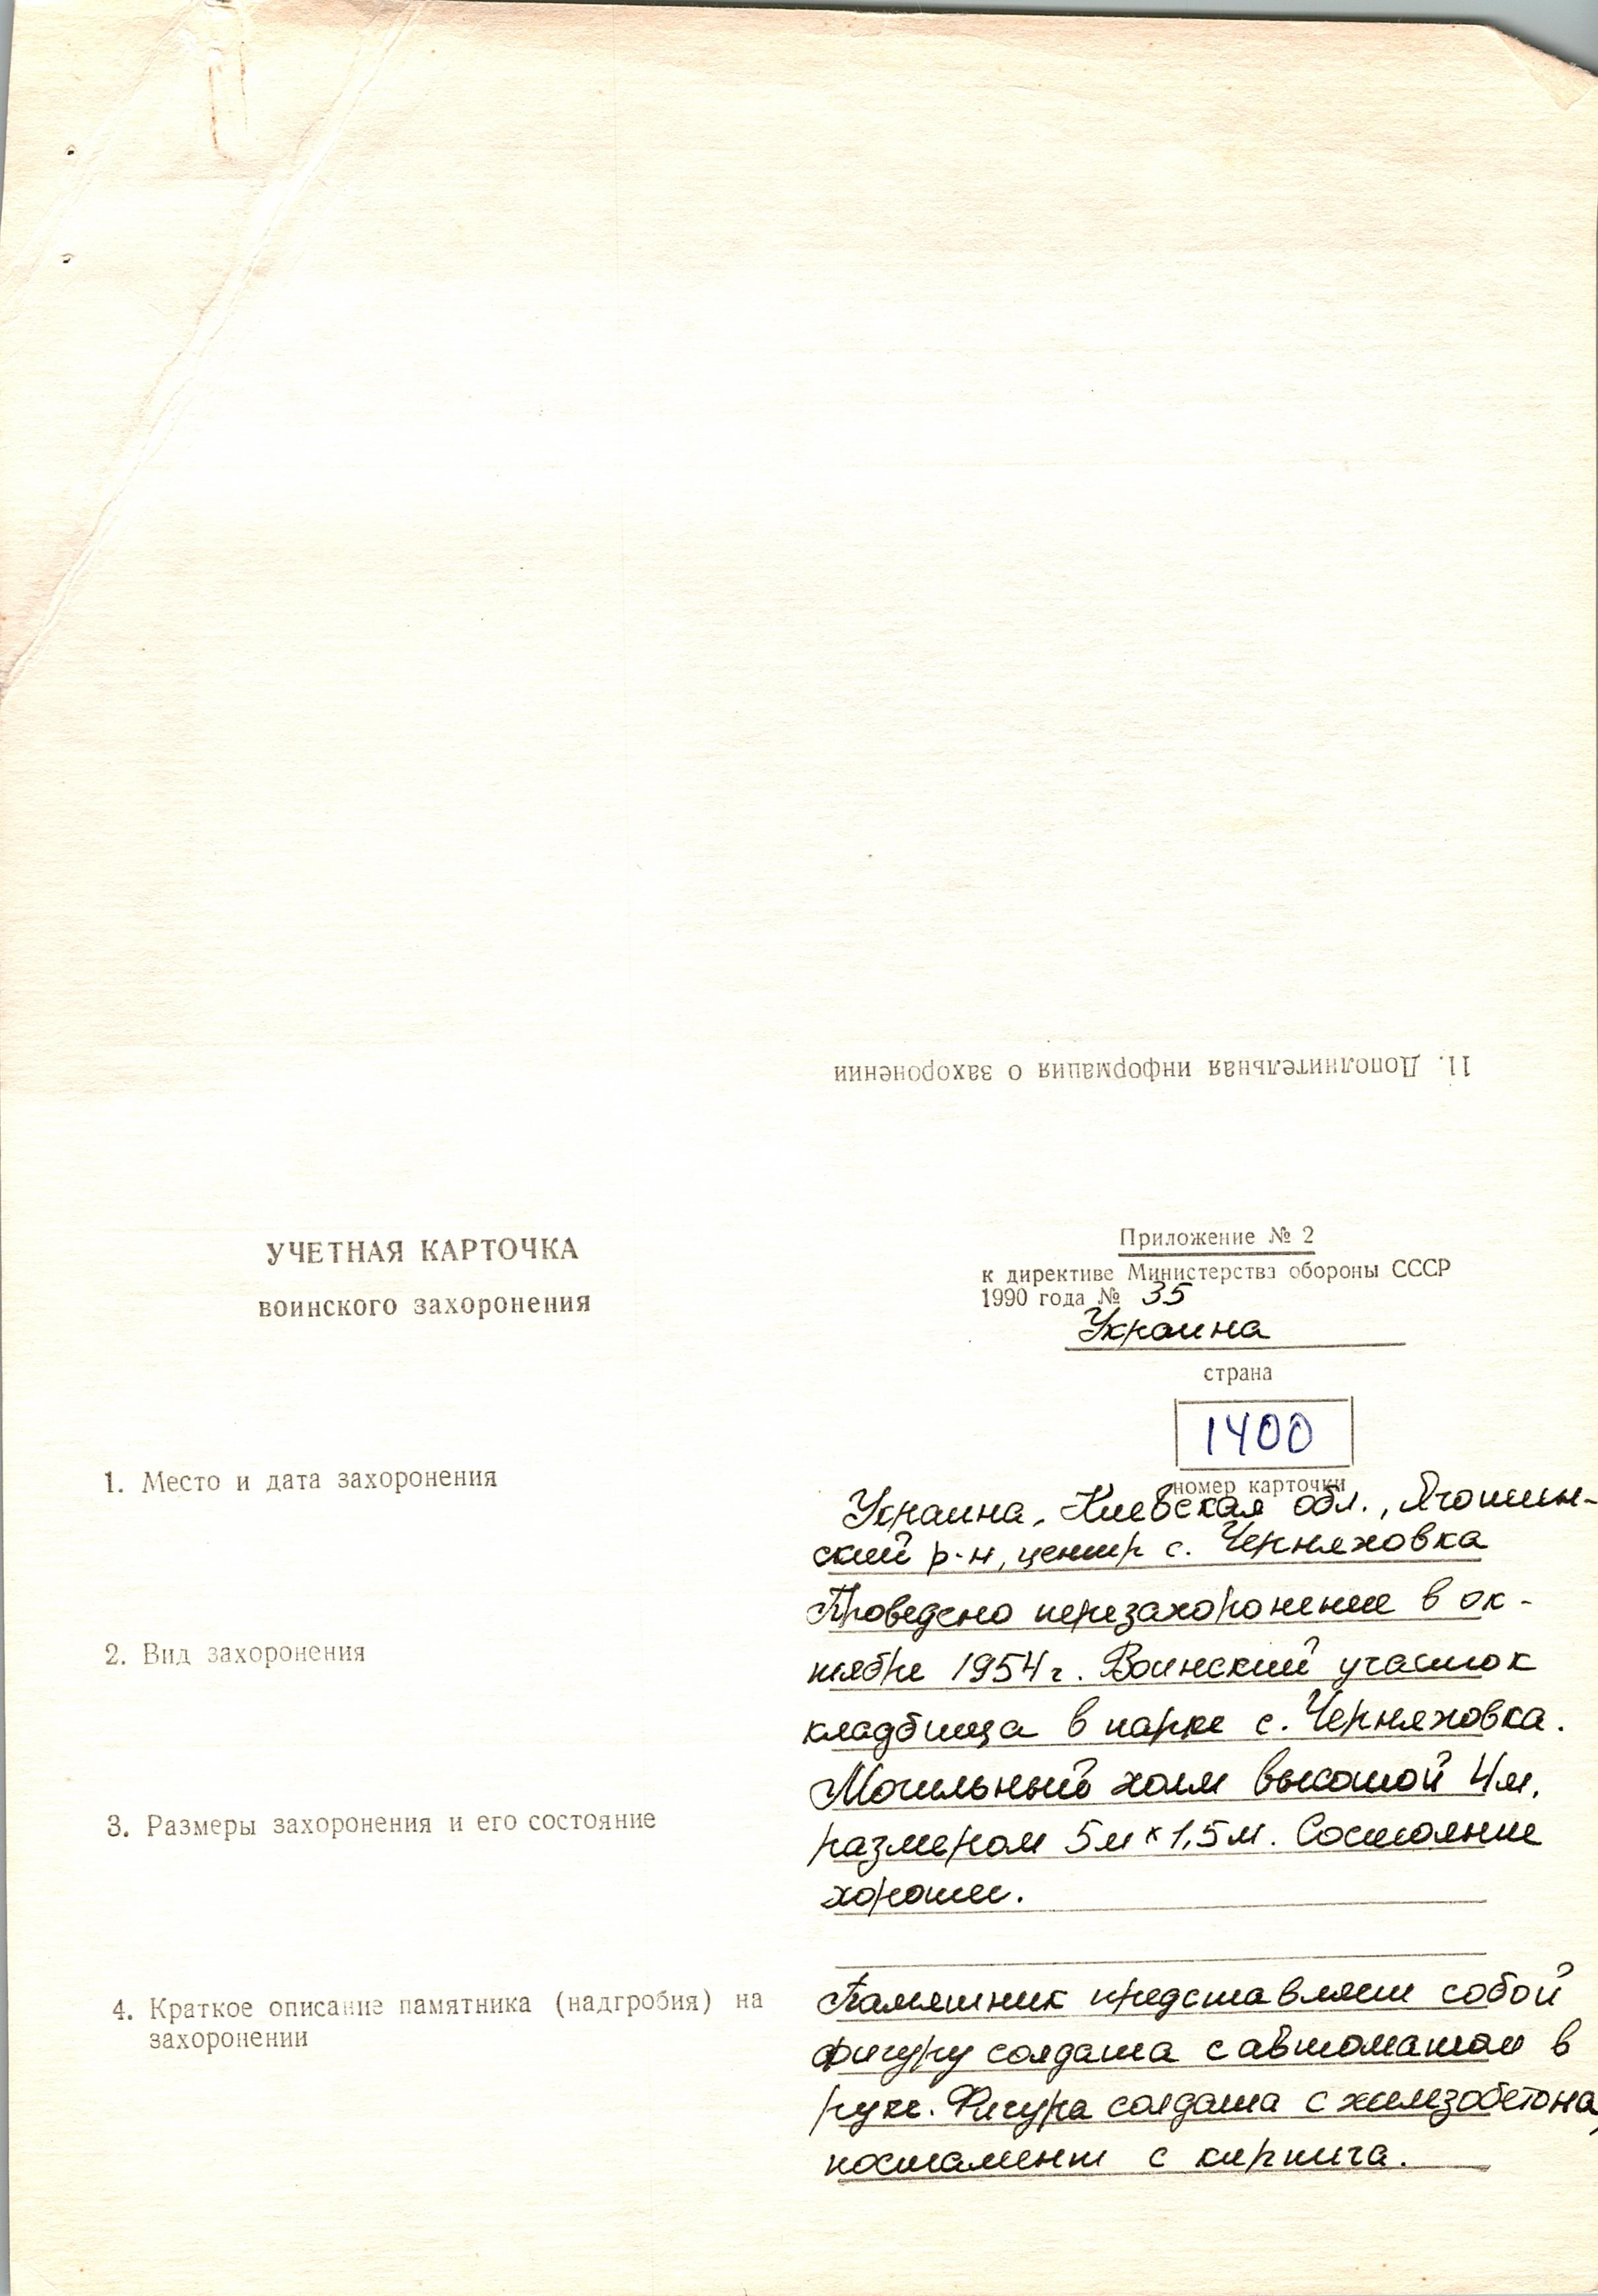 11. Дополнительная информация о захоронении
УЧЕТНАЯ КАРТОЧКА
воинского захоронения
Приложение № 2
к директиве Министерства обороны СССР
1990 года № 35
Украина
страна
1400
номер карточки
1. Место и дата захоронения
Украина, Киевская обл., Яготин-
ский р-н, центр с. Черняховка
Проведено перезахоронение в ок-
2. Вид захоронения
тябре 1954 г. Воинский участок
кладбища в парке с. Черняховка.
Могильный холм высотой 4м,
3. Размеры захоронения и его состояние
размером 5м x 1,5м. Состояние
хорошее.
4. Краткое описание памятника (надгробия) на
захоронении
Памятник представляет собой
фигуру солдата с автоматом в
руке. Фигура солдата с железобетона,
постамент с кирпича.